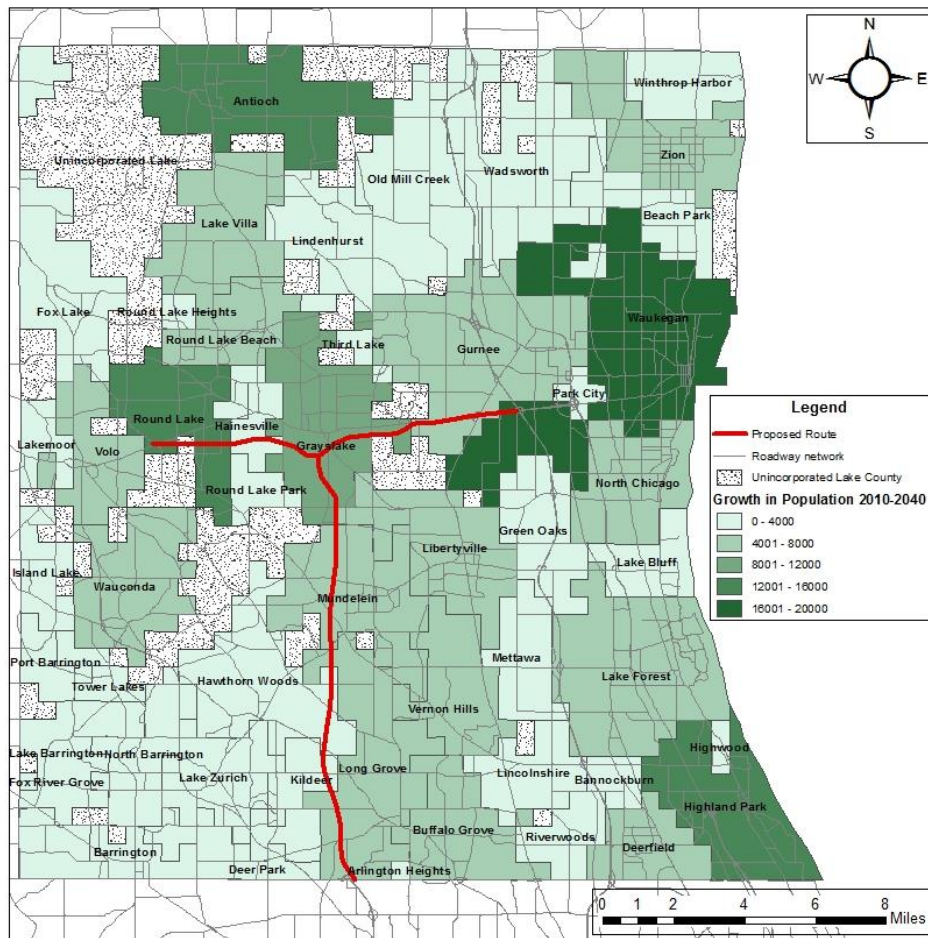 N
W E
S
Winthrop Harbor
Antioch
Zion
Unincorporated Lake
Wadsworth
Old Mill Creek
Beach Park
Lake Villa
Lindenhurst
Fox Lake
Round Lake Heights
Waukegan
Round Lake Beach
Third Lake
Gurnee
Park City
Round Lake
Hainesville
Lakemoor
Volo
Grayslake
North Chicago
Round Lake Park
Green Oaks
Libertyville
Lake Bluff
Island Lake
Wauconda
Mundelein
Port Barrington
Mettawa
Tower Lakes
Hawthorn Woods
Lake Forest
Vernon Hills
Lake Barrington
North Barrington
Highwood
Fox River Grove
Lake Zurich
Kildeer
Long Grove
Lincolnshire
Bannockburn
Highland Park
Buffalo Grove
Riverwoods
Barrington
Deerfield
Deer Park
Arlington Heights
Legend
Proposed Route
Roadway network
Unincorporated Lake County
Growth in Population 2010-2040
0 - 4000
4001 - 8000
8001 - 12000
12001 - 16000
16001 - 20000
0 1 2 4 6 8
Miles